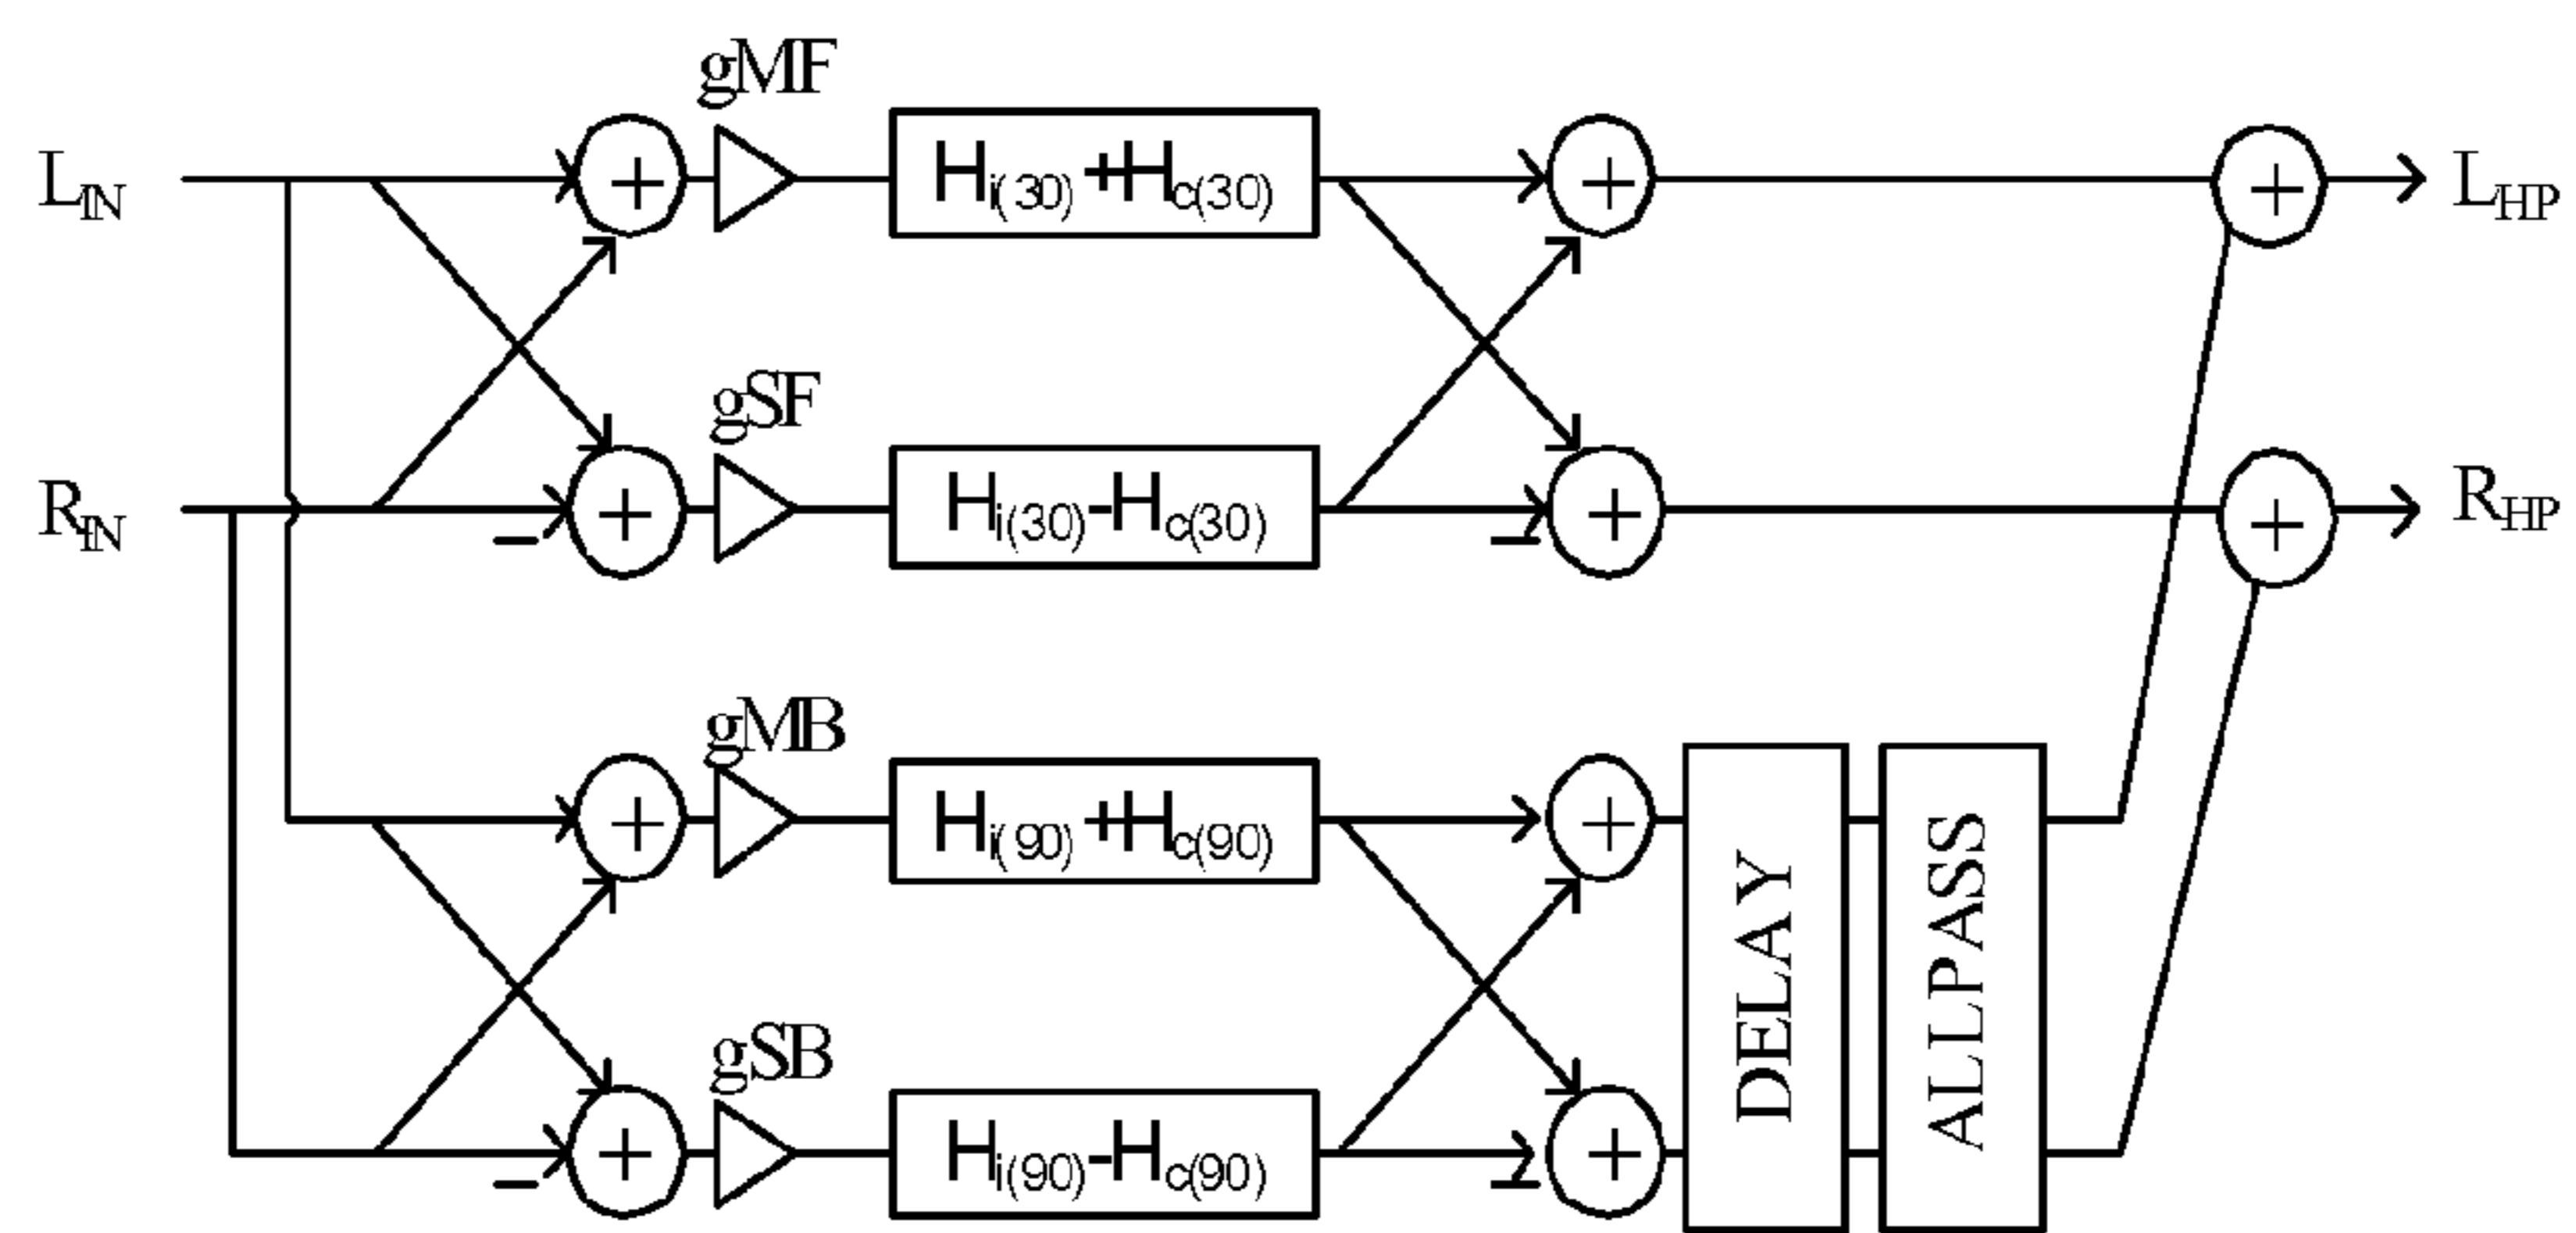 gMF
L_IN
H_i(30)+H_c(30)
+
+
+
L_HP
gSF
R_IN
H_i(30)-H_c(30)
+
+
+
R_HP
−
−
gMB
H_i(90)+H_c(90)
+
+
DELAY
ALLPASS
gSB
H_i(90)-H_c(90)
+
+
−
−